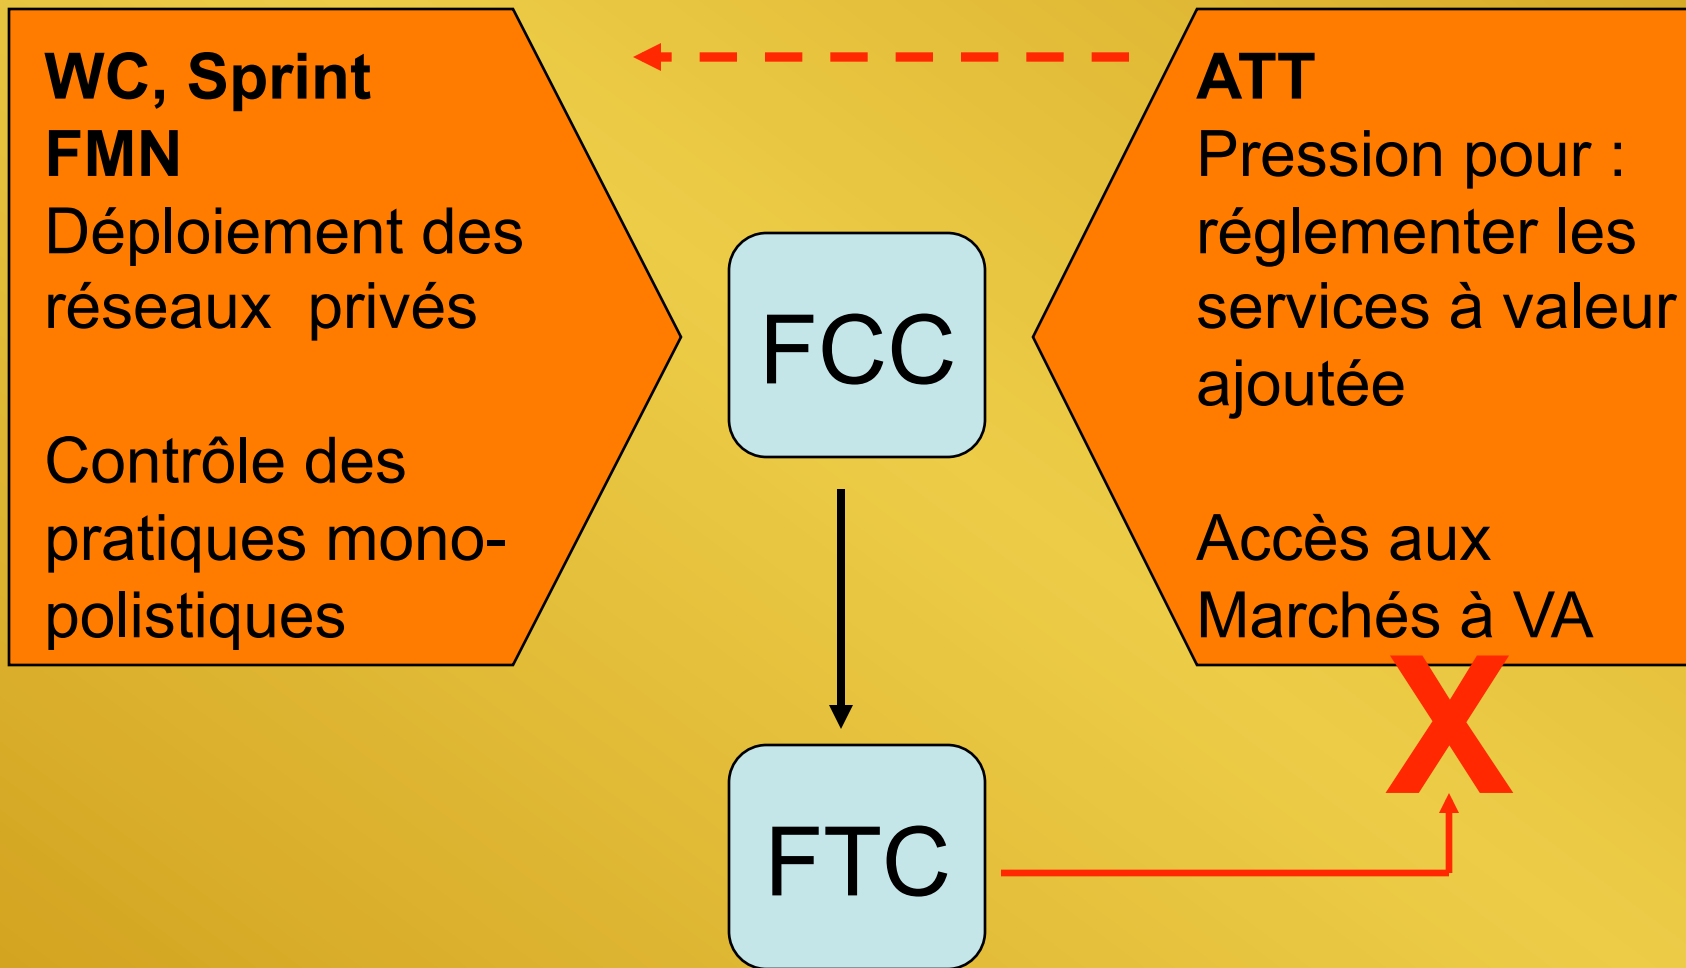 WC, Sprint
FMN
Déploiement des
réseaux  privés
Contrôle des
pratiques mono-
polistiques
FCC
ATT
Pression pour :
réglementer les
services à valeur
ajoutée
Accès aux
Marchés à VA
X
FTC